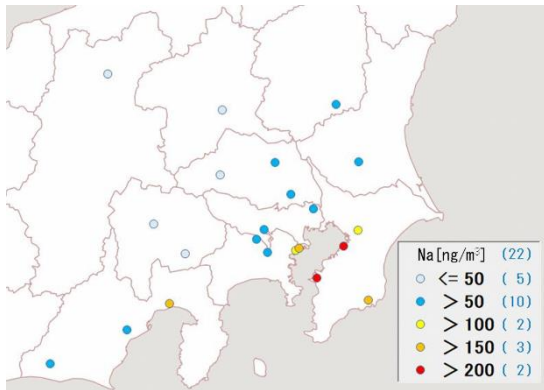 Na[ng/m³] (22)
<= 50 ( 5)
> 50 (10)
> 100 ( 2)
> 150 ( 3)
> 200 ( 2)